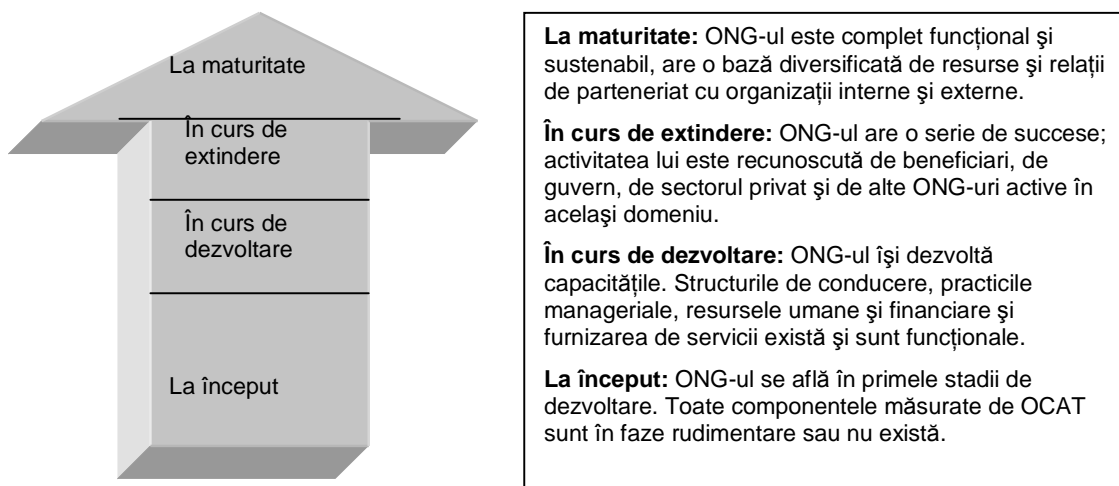 La maturitate
În curs de
extindere
În curs de
dezvoltare
La început
La maturitate: ONG-ul este complet funcţional şi
sustenabil, are o bază diversificată de resurse şi relaţii
de parteneriat cu organizaţii interne şi externe.
În curs de extindere: ONG-ul are o serie de succese;
activitatea lui este recunoscută de beneficiari, de
guvern, de sectorul privat şi de alte ONG-uri active în
acelaşi domeniu.
În curs de dezvoltare: ONG-ul îşi dezvoltă
capacităţile. Structurile de conducere, practicile
manageriale, resursele umane şi financiare şi
furnizarea de servicii există şi sunt funcţionale.
La început: ONG-ul se află în primele stadii de
dezvoltare. Toate componentele măsurate de OCAT
sunt în faze rudimentare sau nu există.